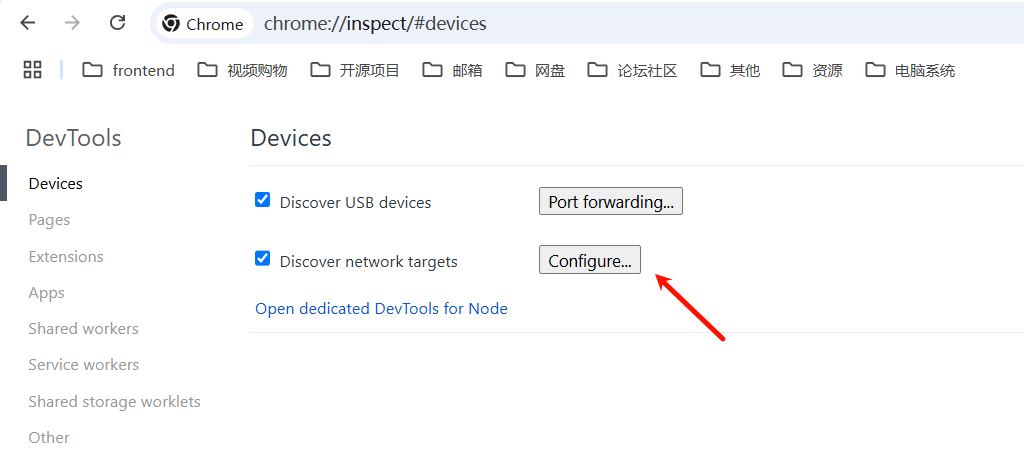 Chrome chrome://inspect/#devices
frontend 视频购物 开源项目 邮箱 网盘 论坛社区 其他 资源 电脑系统
DevTools
Devices
Pages
Extensions
Apps
Shared workers
Service workers
Shared storage worklets
Other
Devices
Discover USB devices Port forwarding...
Discover network targets Configure...
Open dedicated DevTools for Node